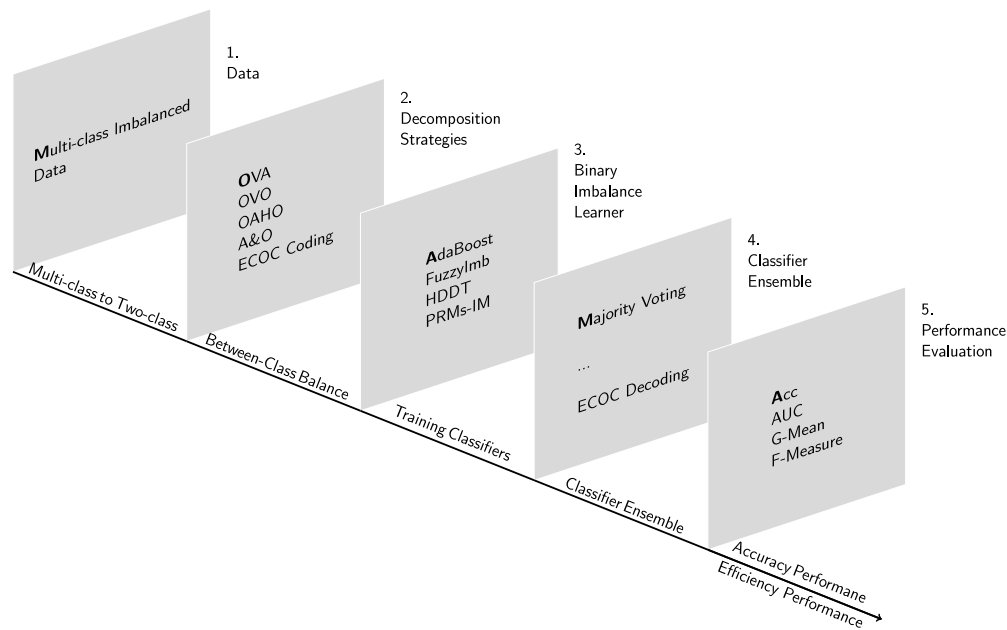 1.
Data
Multi-class Imbalanced
Data
Multi-class to Two-class
2.
Decomposition
Strategies
OVA
OVO
OAHO
A&O
ECOC Coding
Between-Class Balance
3.
Binary
Imbalance
Learner
AdaBoost
FuzzyImb
HDDT
PRMs-IM
Training Classifiers
4.
Classifier
Ensemble
Majority Voting
...
ECOC Decoding
Classifier Ensemble
5.
Performance
Evaluation
Acc
AUC
G-Mean
F-Measure
Accuracy Performane
Efficiency Performance